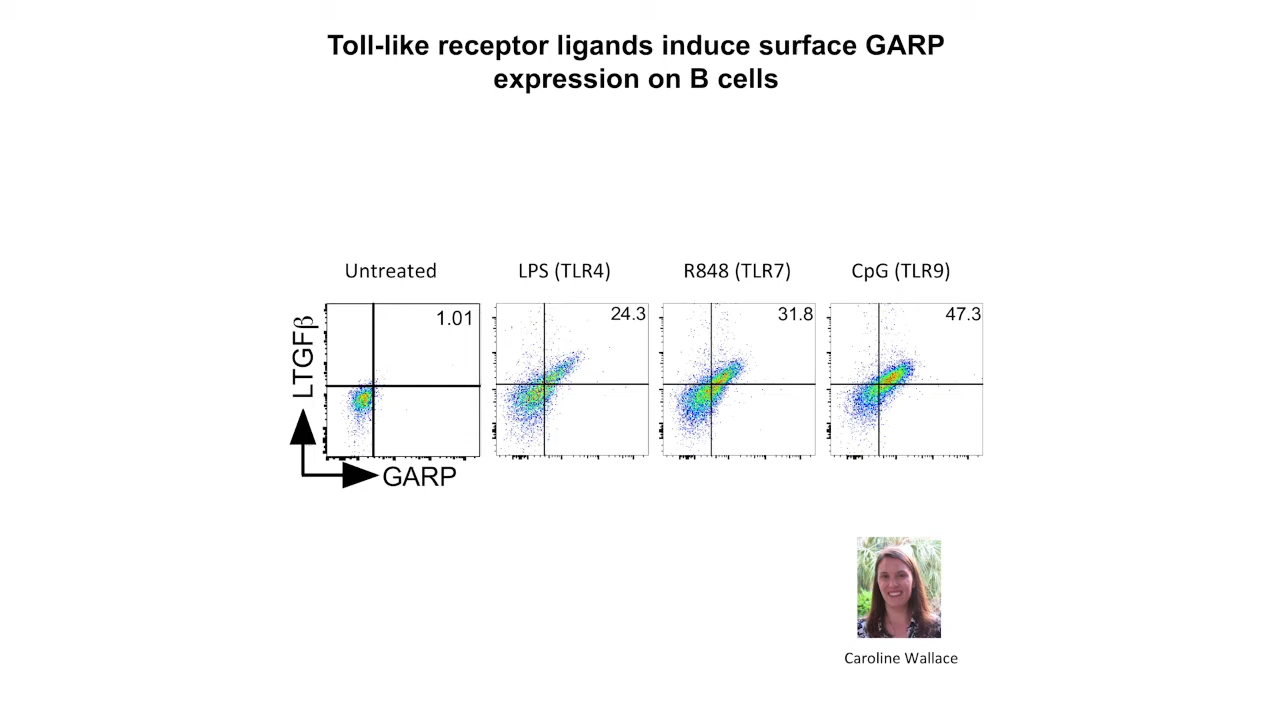 Toll-like receptor ligands induce surface GARP
expression on B cells
Untreated
LPS (TLR4)
R848 (TLR7)
CpG (TLR9)
1.01
24.3
31.8
47.3
LTGFβ
GARP
Caroline Wallace